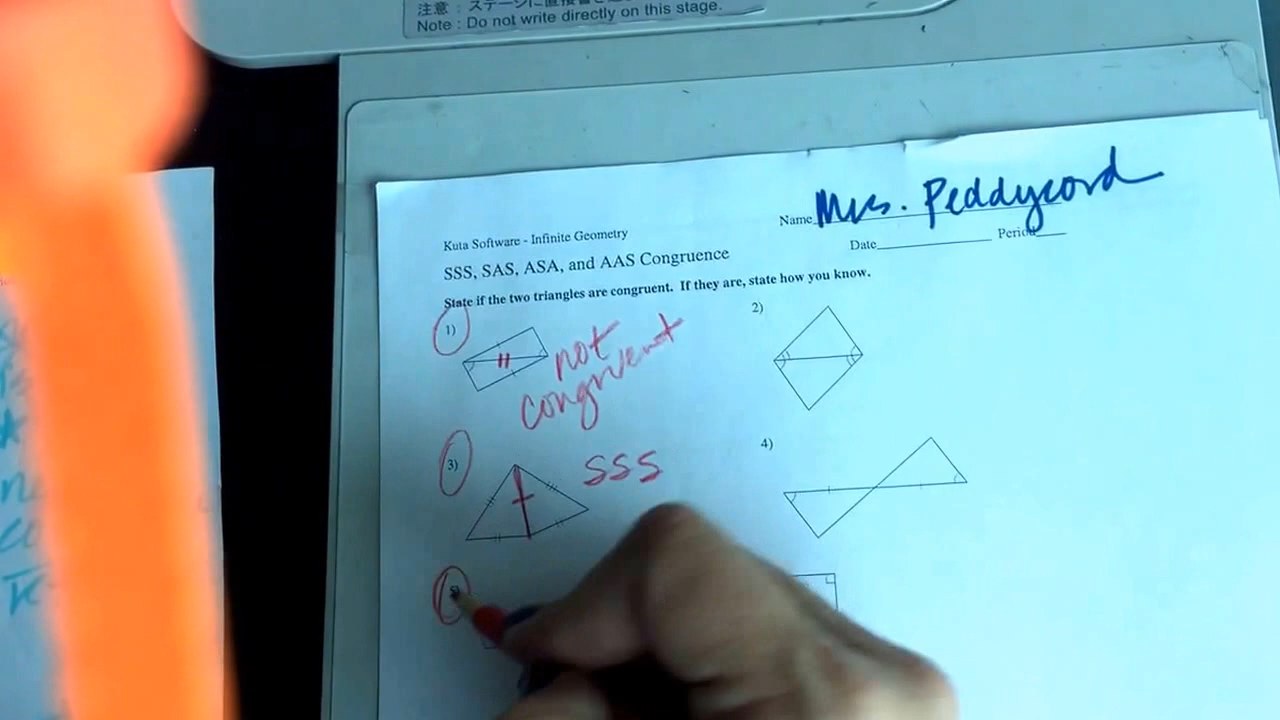 注意 : ステージに直接書
Note : Do not write directly on this stage.
Name Mrs. Peddycord
Kuta Software - Infinite Geometry
Date Period
SSS, SAS, ASA, and AAS Congruence
State if the two triangles are congruent. If they are, state how you know.
1)
not
congruent
2)
3)
SSS
4)